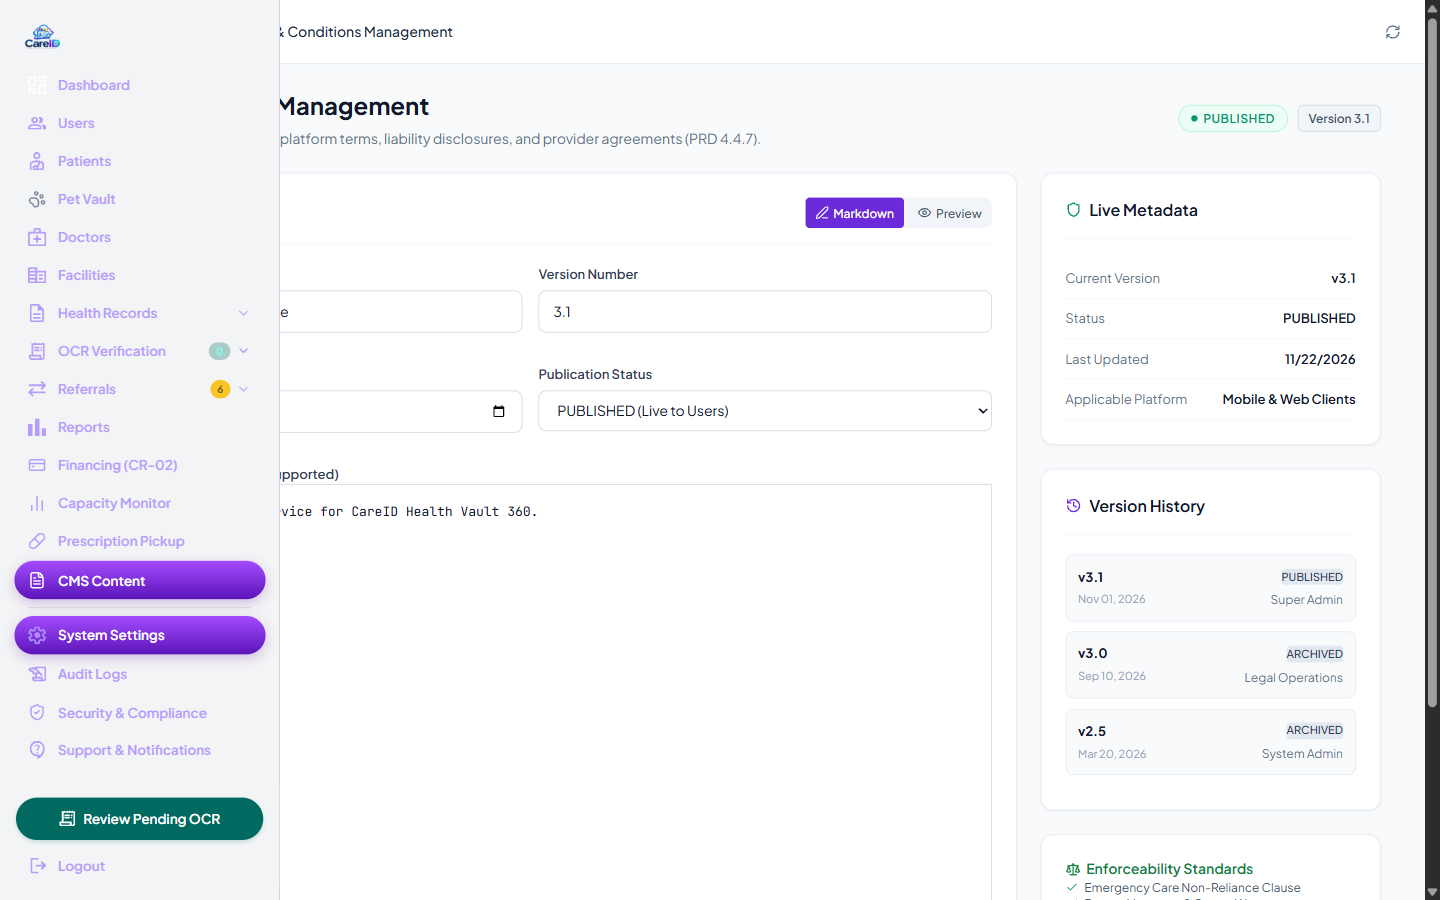 CareID
Dashboard
Users
Patients
Pet Vault
Doctors
Facilities
Health Records
OCR Verification 0
Referrals 6
Reports
Financing (CR-02)
Capacity Monitor
Prescription Pickup
CMS Content
System Settings
Audit Logs
Security & Compliance
Support & Notifications
Review Pending OCR
Logout
& Conditions Management
Management
platform terms, liability disclosures, and provider agreements (PRD 4.4.7).
PUBLISHED
Version 3.1
Markdown
Preview
Version Number
e
3.1
Publication Status
PUBLISHED (Live to Users)
pported)
vice for CareID Health Vault 360.
Live Metadata
Current Version v3.1
Status PUBLISHED
Last Updated 11/22/2026
Applicable Platform Mobile & Web Clients
Version History
v3.1 PUBLISHED
Nov 01, 2026 Super Admin
v3.0 ARCHIVED
Sep 10, 2026 Legal Operations
v2.5 ARCHIVED
Mar 20, 2026 System Admin
Enforceability Standards
Emergency Care Non-Reliance Clause